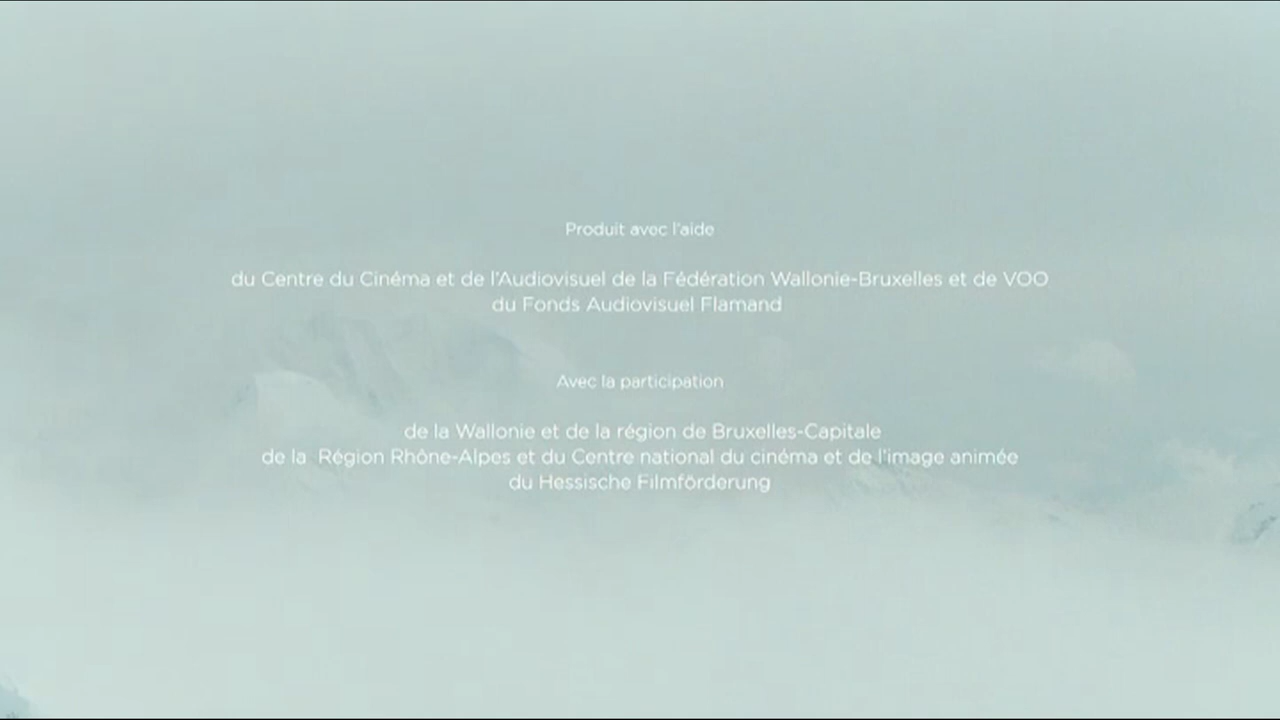 Produit avec l'aide
du Centre du Cinéma et de l'Audiovisuel de la Fédération Wallonie-Bruxelles et de VOO
du Fonds Audiovisuel Flamand
Avec la participation
de la Wallonie et de la région de Bruxelles-Capitale
de la Région Rhône-Alpes et du Centre national du cinéma et de l'image animée
du Hessische Filmförderung